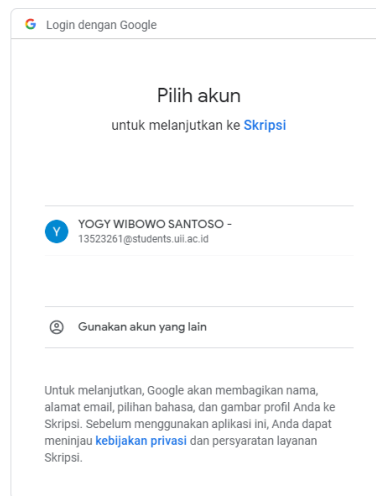 Login dengan Google
Pilih akun
untuk melanjutkan ke Skripsi
Y
YOGY WIBOWO SANTOSO -
13523261@students.uii.ac.id
Gunakan akun yang lain
Untuk melanjutkan, Google akan membagikan nama,
alamat email, pilihan bahasa, dan gambar profil Anda ke
Skripsi. Sebelum menggunakan aplikasi ini, Anda dapat
meninjau kebijakan privasi dan persyaratan layanan
Skripsi.